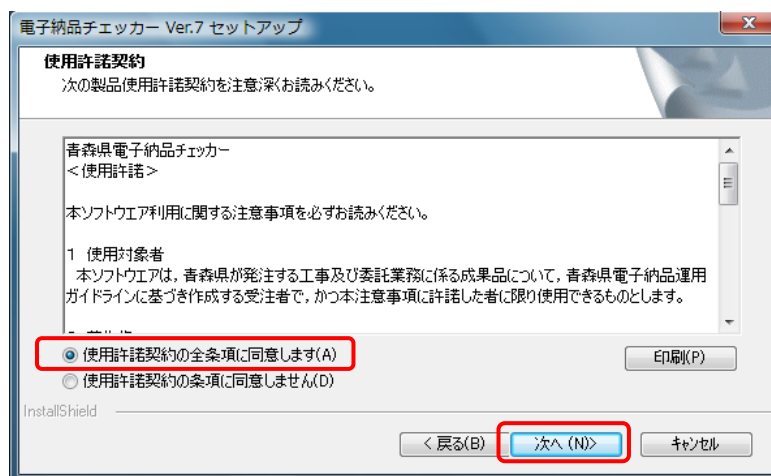 電子納品チェッカー Ver.7 セットアップ
使用許諾契約
次の製品使用許諾契約を注意深くお読みください。
青森県電子納品チェッカー
＜使用許諾＞
本ソフトウエア利用に関する注意事項を必ずお読みください。
1 使用対象者
本ソフトウエアは，青森県が発注する工事及び委託業務に係る成果品について，青森県電子納品運用
ガイドラインに基づき作成する受注者で，かつ本注意事項に許諾した者に限り使用できるものとします。
使用許諾契約の全条項に同意します(A)
印刷(P)
使用許諾契約の条項に同意しません(D)
InstallShield
< 戻る(B)
次へ (N)>
キャンセル